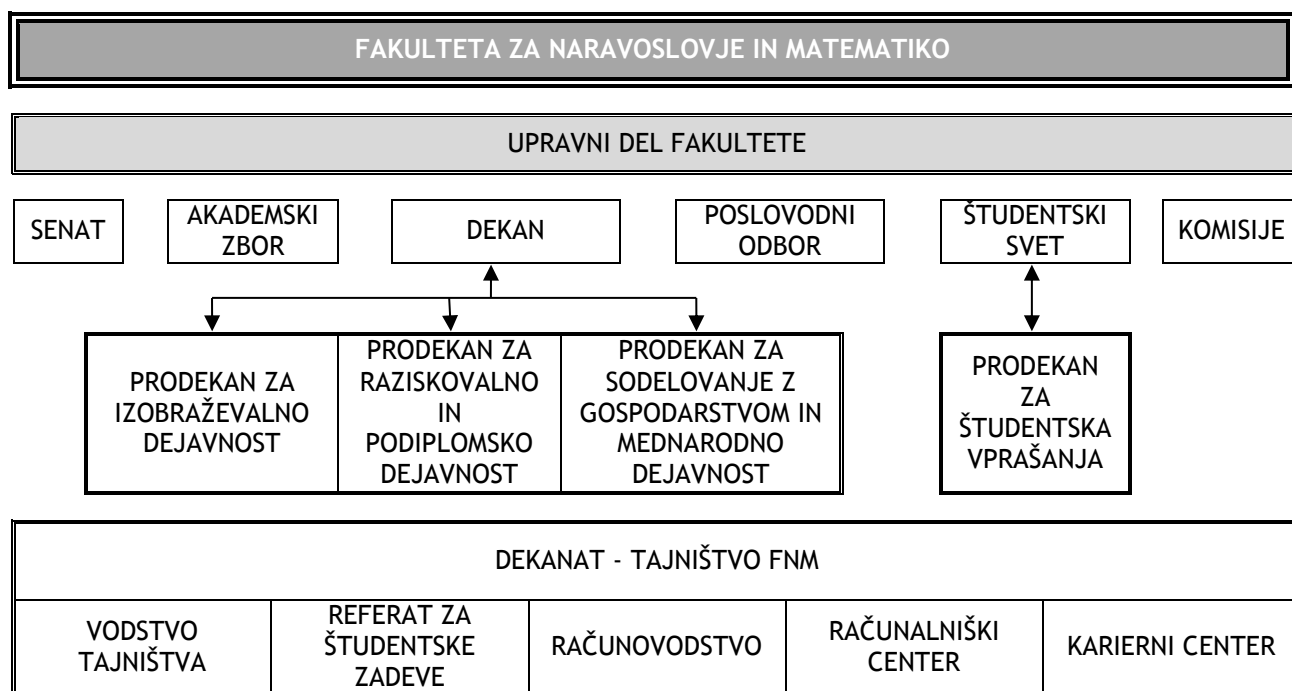 FAKULTETA ZA NARAVOSLOVJE IN MATEMATIKO
UPRAVNI DEL FAKULTETE
SENAT
AKADEMSKI
ZBOR
DEKAN
POSLOVODNI
ODBOR
ŠTUDENTSKI
SVET
KOMISIJE
PRODEKAN ZA
IZOBRAŽEVALNO
DEJAVNOST
PRODEKAN ZA
RAZISKOVALNO
IN
PODIPLOMSKO
DEJAVNOST
PRODEKAN ZA
SODELOVANJE Z
GOSPODARSTVOM IN
MEDNARODNO
DEJAVNOST
PRODEKAN
ZA
ŠTUDENTSKA
VPRAŠANJA
DEKANAT - TAJNIŠTVO FNM
VODSTVO
TAJNIŠTVA
REFERAT ZA
ŠTUDENTSKE
ZADEVE
RAČUNOVODSTVO
RAČUNALNIŠKI
CENTER
KARIERNI CENTER